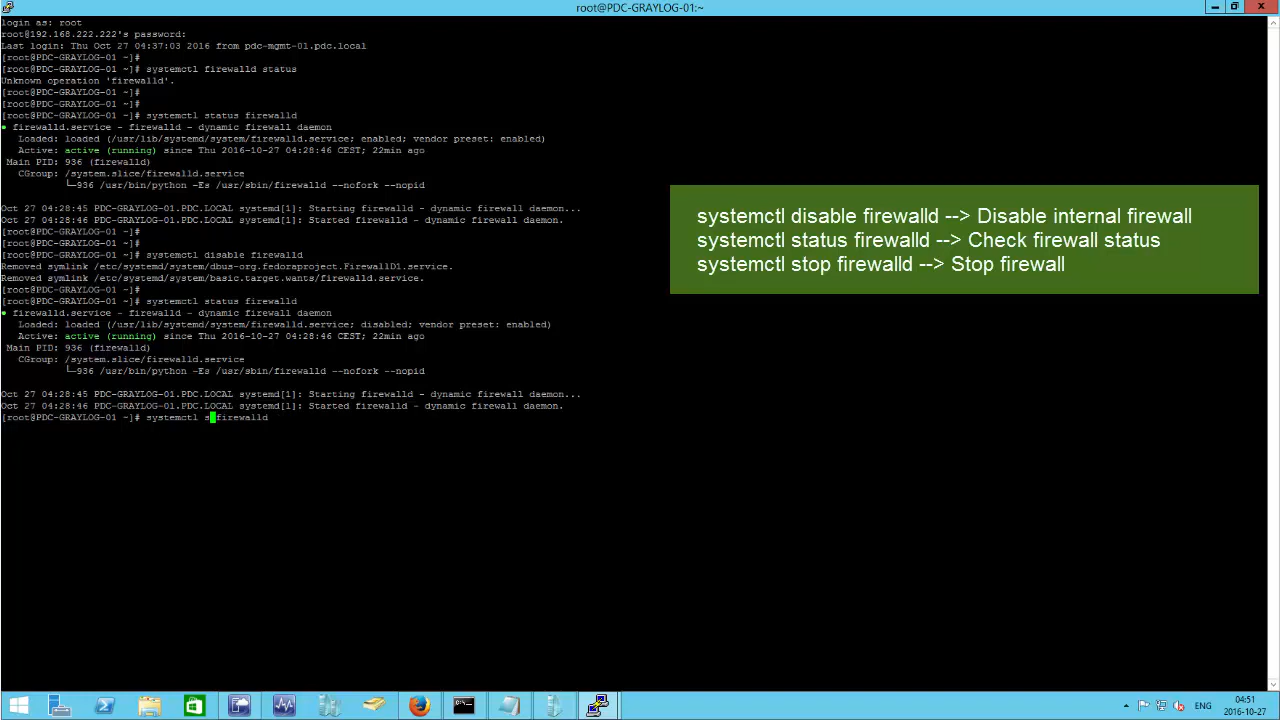 root@PDC-GRAYLOG-01:~
login as: root
root@192.168.222.222's password:
Last login: Thu Oct 27 04:37:03 2016 from pdc-mgmt-01.pdc.local
[root@PDC-GRAYLOG-01 ~]#
[root@PDC-GRAYLOG-01 ~]# systemctl firewalld status
Unknown operation 'firewalld'.
[root@PDC-GRAYLOG-01 ~]#
[root@PDC-GRAYLOG-01 ~]#
[root@PDC-GRAYLOG-01 ~]# systemctl status firewalld
● firewalld.service - firewalld - dynamic firewall daemon
Loaded: loaded (/usr/lib/systemd/system/firewalld.service; enabled; vendor preset: enabled)
Active: active (running) since Thu 2016-10-27 04:28:46 CEST; 22min ago
Main PID: 936 (firewalld)
CGroup: /system.slice/firewalld.service
└─936 /usr/bin/python -Es /usr/sbin/firewalld --nofork --nopid
Oct 27 04:28:45 PDC-GRAYLOG-01.PDC.LOCAL systemd[1]: Starting firewalld - dynamic firewall daemon...
Oct 27 04:28:46 PDC-GRAYLOG-01.PDC.LOCAL systemd[1]: Started firewalld - dynamic firewall daemon.
[root@PDC-GRAYLOG-01 ~]#
[root@PDC-GRAYLOG-01 ~]#
[root@PDC-GRAYLOG-01 ~]# systemctl disable firewalld
Removed symlink /etc/systemd/system/dbus-org.fedoraproject.FirewallD1.service.
Removed symlink /etc/systemd/system/basic.target.wants/firewalld.service.
[root@PDC-GRAYLOG-01 ~]#
[root@PDC-GRAYLOG-01 ~]# systemctl status firewalld
● firewalld.service - firewalld - dynamic firewall daemon
Loaded: loaded (/usr/lib/systemd/system/firewalld.service; disabled; vendor preset: enabled)
Active: active (running) since Thu 2016-10-27 04:28:46 CEST; 22min ago
Main PID: 936 (firewalld)
CGroup: /system.slice/firewalld.service
└─936 /usr/bin/python -Es /usr/sbin/firewalld --nofork --nopid
Oct 27 04:28:45 PDC-GRAYLOG-01.PDC.LOCAL systemd[1]: Starting firewalld - dynamic firewall daemon...
Oct 27 04:28:46 PDC-GRAYLOG-01.PDC.LOCAL systemd[1]: Started firewalld - dynamic firewall daemon.
[root@PDC-GRAYLOG-01 ~]# systemctl s firewalld
systemctl disable firewalld --> Disable internal firewall
systemctl status firewalld --> Check firewall status
systemctl stop firewalld --> Stop firewall
ENG
04:51
2016-10-27